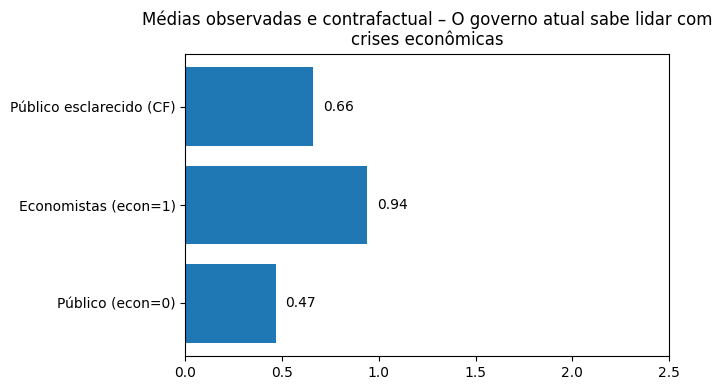 Médias observadas e contrafactual – O governo atual sabe lidar com
crises econômicas
Público esclarecido (CF)
0.66
Economistas (econ=1)
0.94
Público (econ=0)
0.47
0.0 0.5 1.0 1.5 2.0 2.5